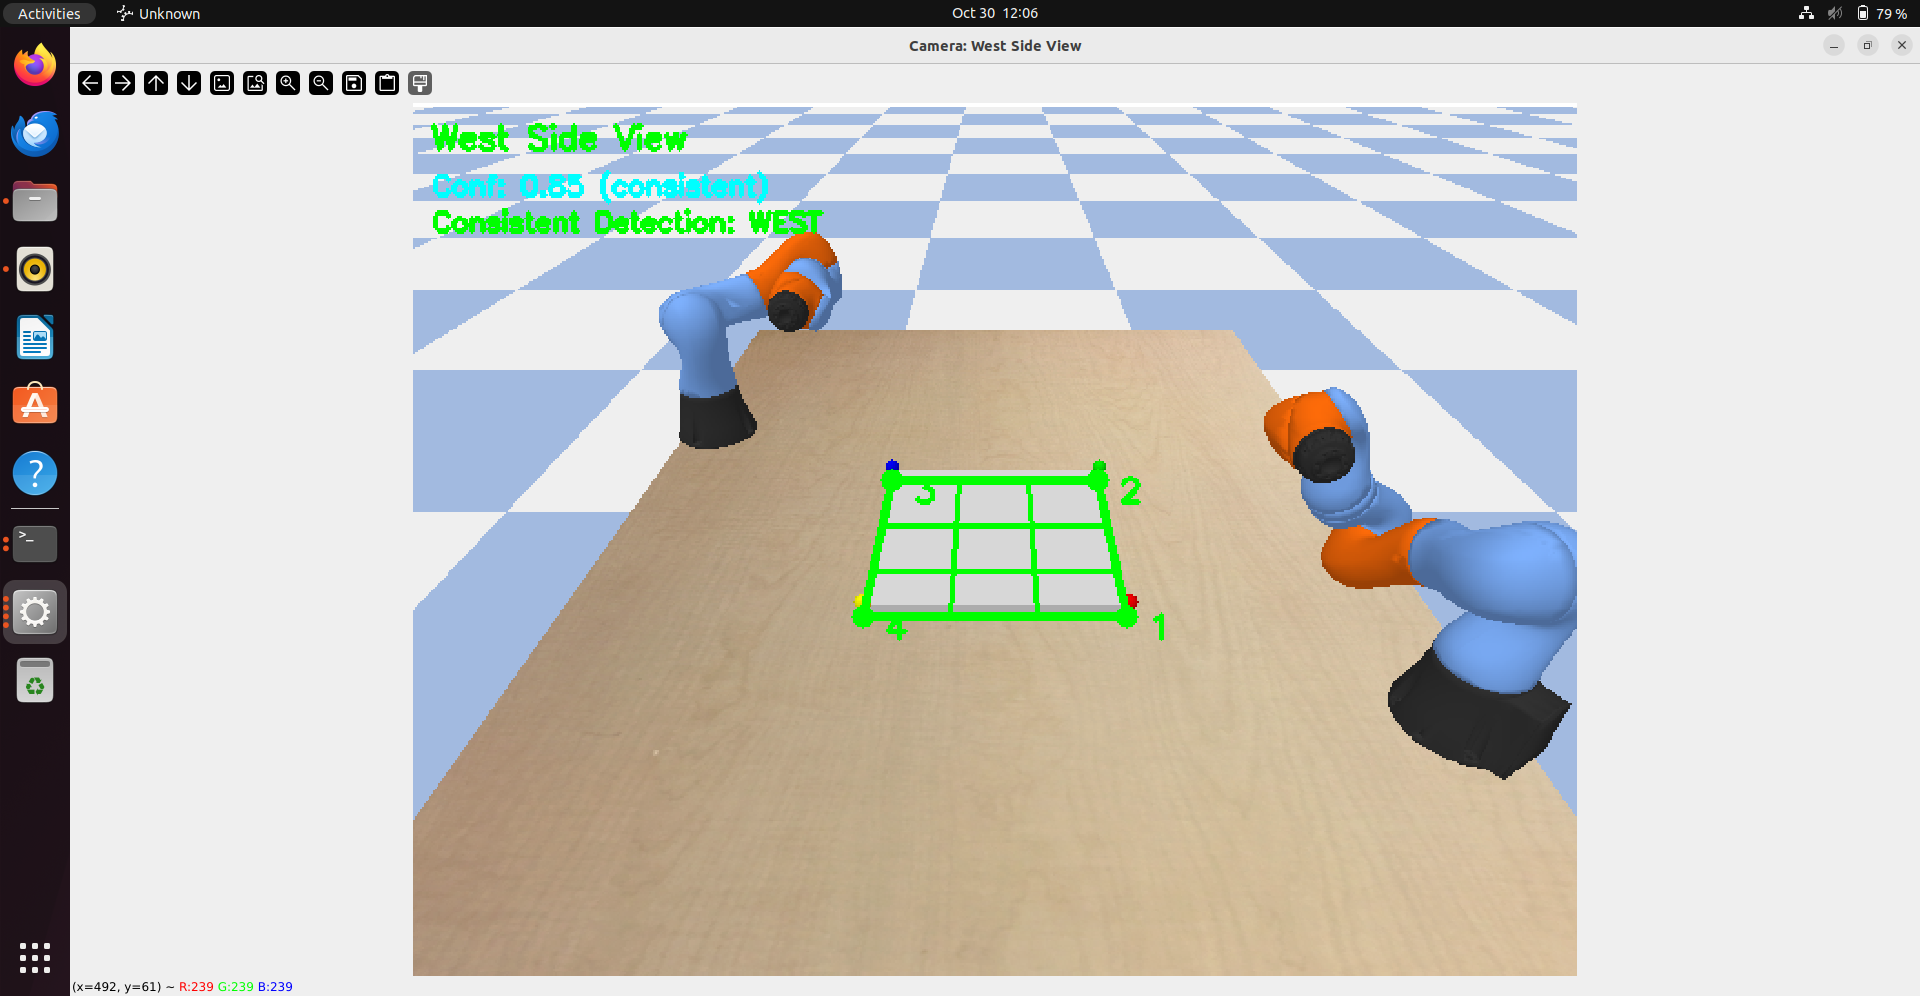 Activities
Unknown
Oct 30 12:06
79 %
Camera: West Side View
West Side View
Conf: 0.85 (consistent)
Consistent Detection: WEST
3
2
4
1
(x=492, y=61) ~ R:239 G:239 B:239